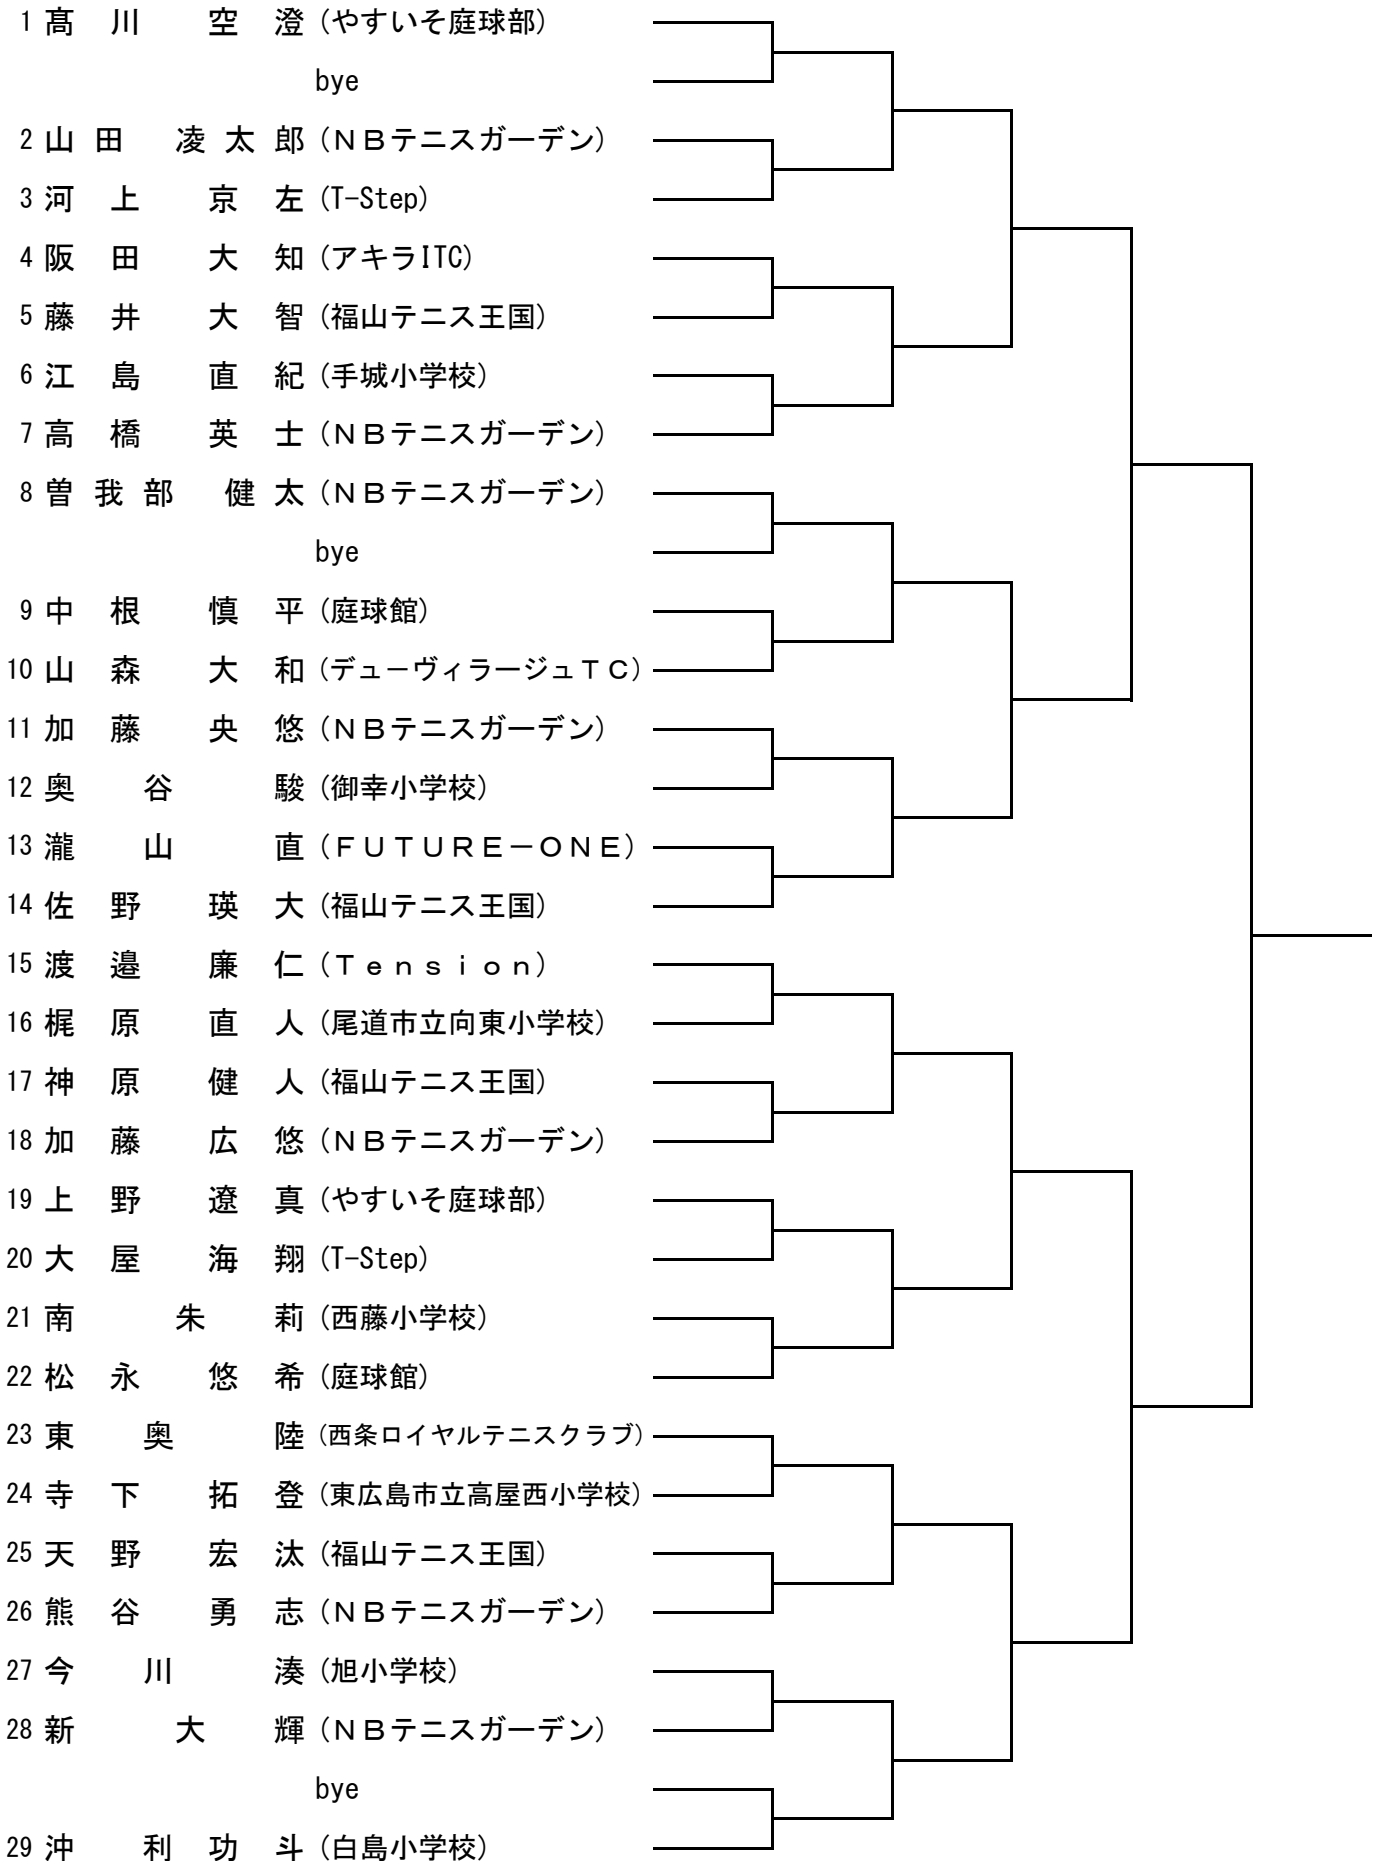 1 髙川 空澄 (やすいそ庭球部)
bye
2 山田 凌太郎 (ＮＢテニスガーデン)
3 河上 京左 (T-Step)
4 阪田 大知 (アキラITC)
5 藤井 大智 (福山テニス王国)
6 江島 直紀 (手城小学校)
7 高橋 英士 (ＮＢテニスガーデン)
8 曽我部 健太 (ＮＢテニスガーデン)
bye
9 中根 慎平 (庭球館)
10 山森 大和 (デューヴィラージュＴＣ)
11 加藤 央悠 (ＮＢテニスガーデン)
12 奥谷 駿 (御幸小学校)
13 瀧山 直 (ＦＵＴＵＲＥ－ＯＮＥ)
14 佐野 瑛大 (福山テニス王国)
15 渡邉 廉仁 (Ｔｅｎｓｉｏｎ)
16 梶原 直人 (尾道市立向東小学校)
17 神原 健人 (福山テニス王国)
18 加藤 広悠 (ＮＢテニスガーデン)
19 上野 遼真 (やすいそ庭球部)
20 大屋 海翔 (T-Step)
21 南 朱莉 (西藤小学校)
22 松永 悠希 (庭球館)
23 東奥 陸 (西条ロイヤルテニスクラブ)
24 寺下 拓登 (東広島市立高屋西小学校)
25 天野 宏汰 (福山テニス王国)
26 熊谷 勇志 (ＮＢテニスガーデン)
27 今川 湊 (旭小学校)
28 新 大輝 (ＮＢテニスガーデン)
bye
29 沖 利功斗 (白島小学校)